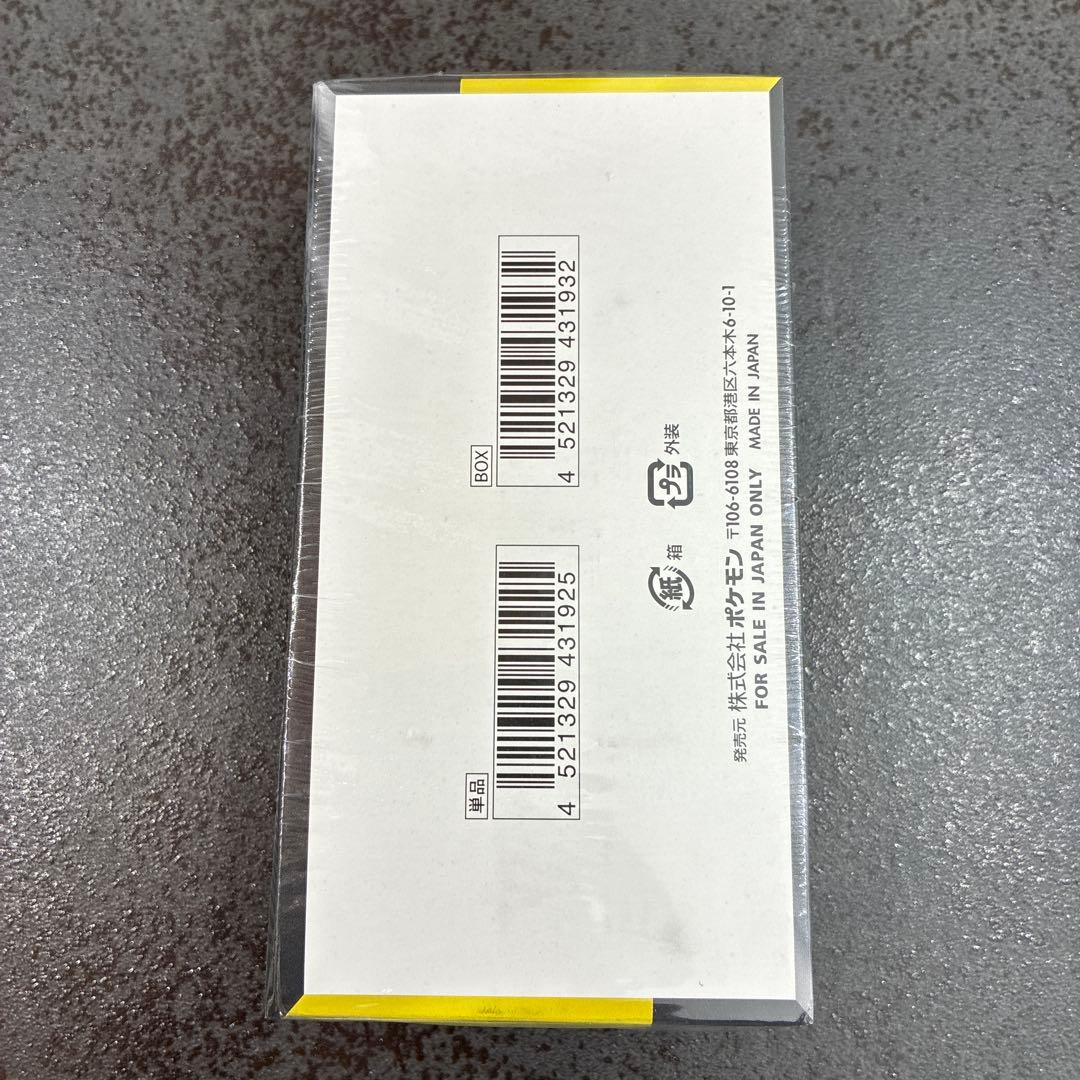 単品
4 521329 431925
BOX
4 521329 431932
紙 箱
プラ 外装
発売元 株式会社 ポケモン 〒106-6108 東京都港区六本木6-10-1
FOR SALE IN JAPAN ONLY MADE IN JAPAN